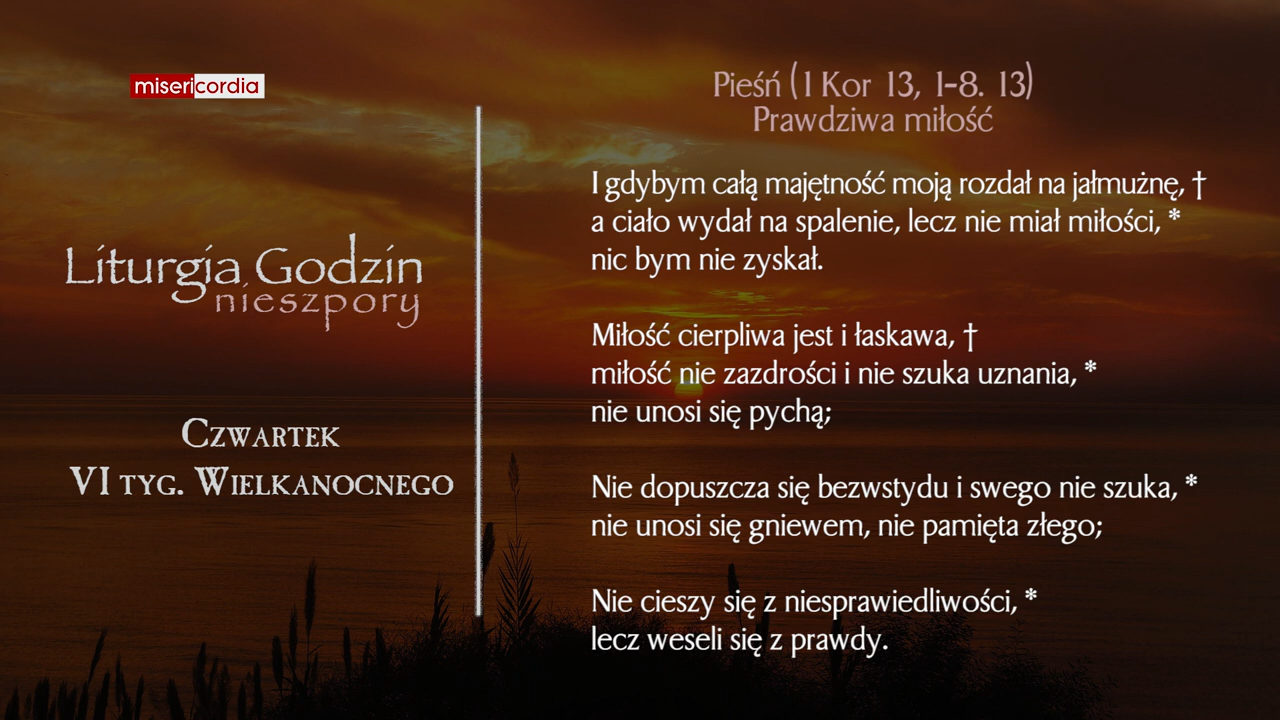 misericordia
Liturgia Godzin
nieszpory
Czwartek
VI tyg. Wielkanocnego
Pieśń (1 Kor 13, 1-8. 13)
Prawdziwa miłość
I gdybym całą majętność moją rozdał na jałmużnę, †
a ciało wydał na spalenie, lecz nie miał miłości, *
nic bym nie zyskał.
Miłość cierpliwa jest i łaskawa, †
miłość nie zazdrości i nie szuka uznania, *
nie unosi się pychą;
Nie dopuszcza się bezwstydu i swego nie szuka, *
nie unosi się gniewem, nie pamięta złego;
Nie cieszy się z niesprawiedliwości, *
lecz weseli się z prawdy.